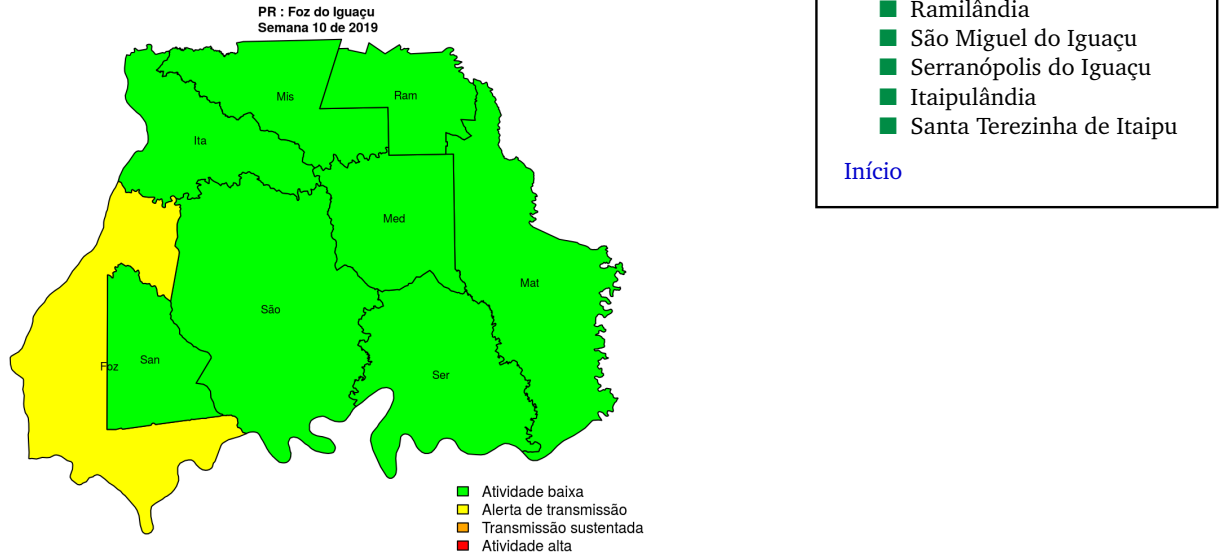 PR : Foz do Iguaçu
Semana 10 de 2019
Mis
Ram
Ita
Med
Mat
São
San
Foz
Ser
Atividade baixa
Alerta de transmissão
Transmissão sustentada
Atividade alta
Ramilândia
São Miguel do Iguaçu
Serranópolis do Iguaçu
Itaipulândia
Santa Terezinha de Itaipu
Início